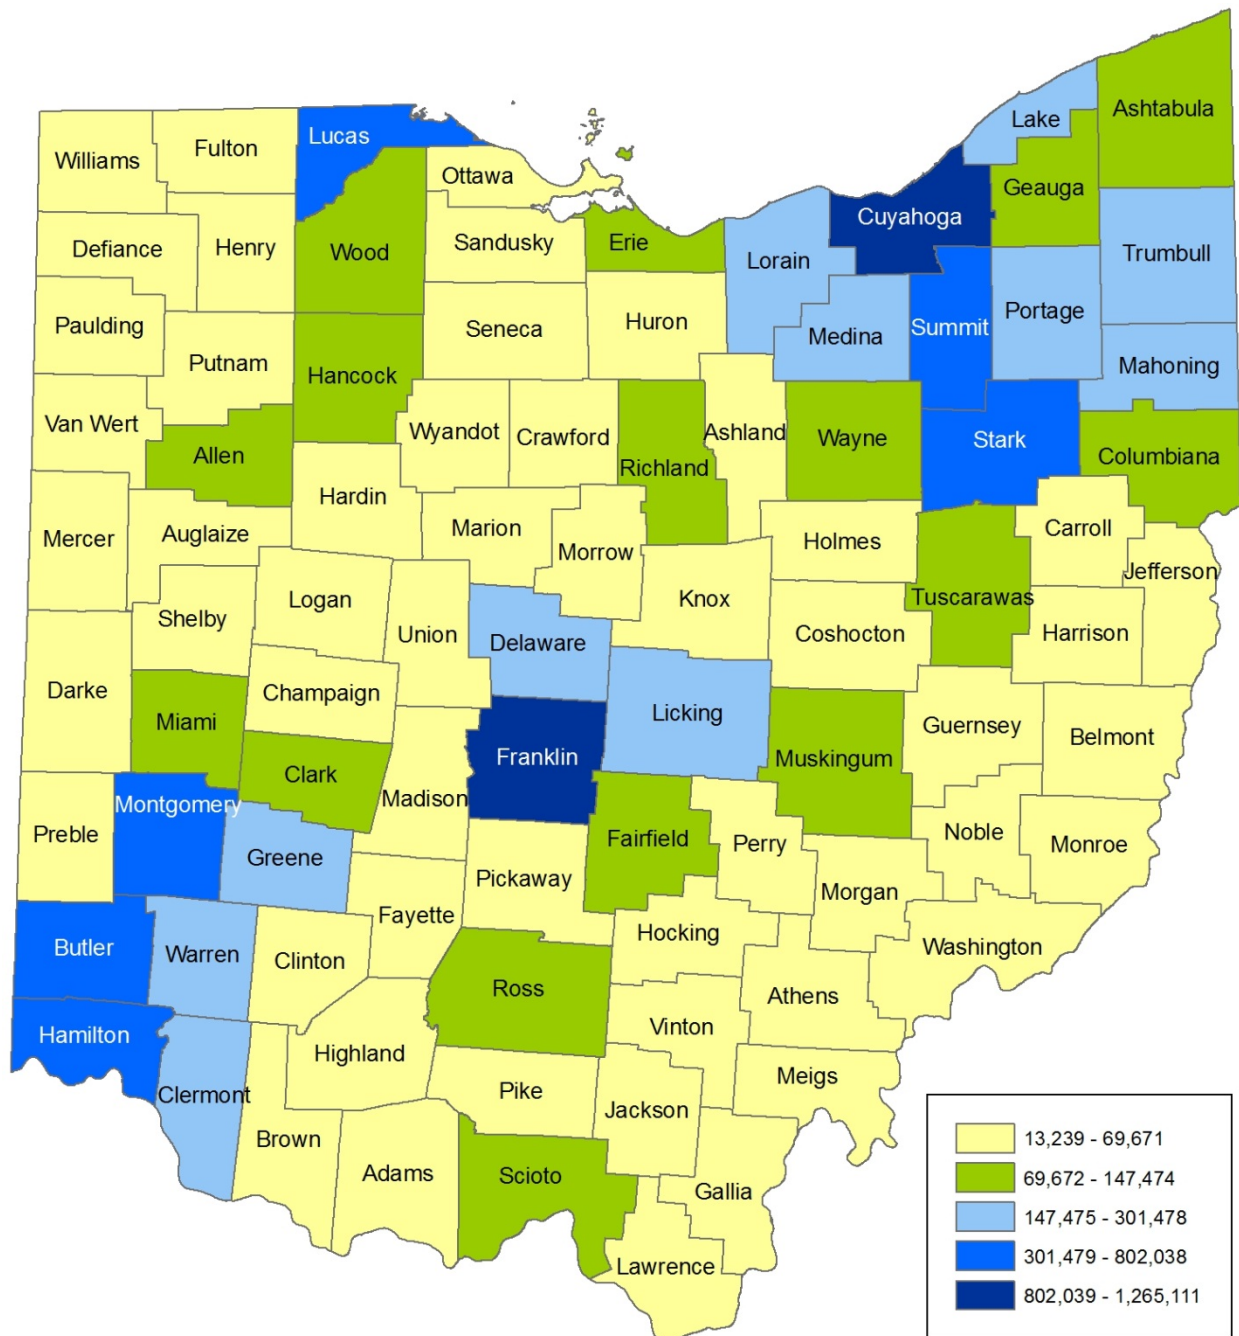 Ashtabula
Lake
Lucas
Fulton
Williams
Ottawa
Geauga
Cuyahoga
Erie
Sandusky
Wood
Henry
Defiance
Trumbull
Lorain
Portage
Huron
Paulding
Seneca
Summit
Medina
Putnam
Mahoning
Hancock
Van Wert
Wyandot
Crawford
Ashland
Wayne
Stark
Allen
Columbiana
Richland
Hardin
Marion
Carroll
Auglaize
Mercer
Holmes
Morrow
Jefferson
Tuscarawas
Logan
Knox
Shelby
Union
Coshocton
Harrison
Delaware
Darke
Champaign
Licking
Miami
Guernsey
Belmont
Franklin
Muskingum
Clark
Madison
Montgomery
Noble
Preble
Fairfield
Perry
Monroe
Greene
Pickaway
Morgan
Fayette
Hocking
Butler
Warren
Clinton
Washington
Ross
Athens
Vinton
Hamilton
Highland
Meigs
Pike
Clermont
Jackson
Brown
Adams
Scioto
Gallia
Lawrence
13,239 - 69,671
69,672 - 147,474
147,475 - 301,478
301,479 - 802,038
802,039 - 1,265,111